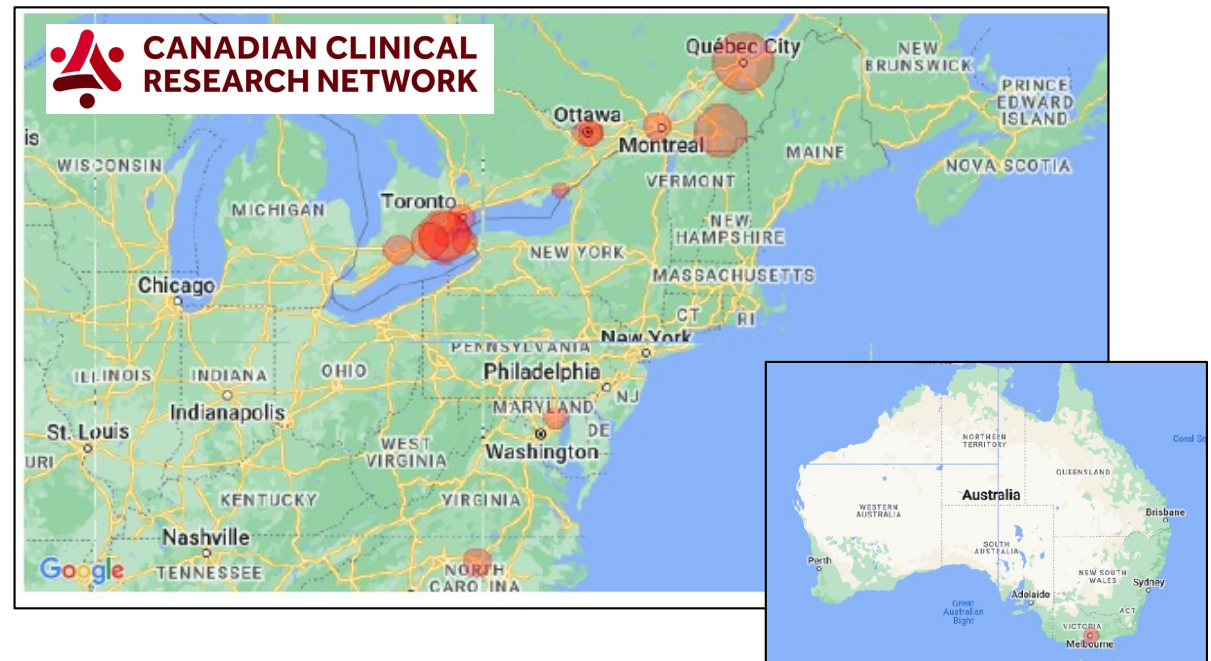 CANADIAN CLINICAL
RESEARCH NETWORK
Québec City
NEW
BRUNSWICK
PRINCE
EDWARD
ISLAND
Ottawa
Montreal
MAINE
NOVA SCOTIA
WISCONSIN
VERMONT
MICHIGAN
Toronto
NEW
HAMPSHIRE
NEW YORK
MASSACHUSETTS
Chicago
CT
RI
New York
PENNSYLVANIA
ILLINOIS
INDIANA
OHIO
Philadelphia
NJ
Indianapolis
MARYLAND
St. Louis
DE
WEST
VIRGINIA
Washington
URI
KENTUCKY
VIRGINIA
Nashville
Google
TENNESSEE
NORTH
CAROLINA
NORTHERN
TERRITORY
Coral
QUEENSLAND
Australia
WESTERN
AUSTRALIA
Brisbane
SOUTH
AUSTRALIA
Perth
NEW SOUTH
WALES
Sydney
Adelaide
Great
Australian
Bight
ACT
VICTORIA
Melbourne